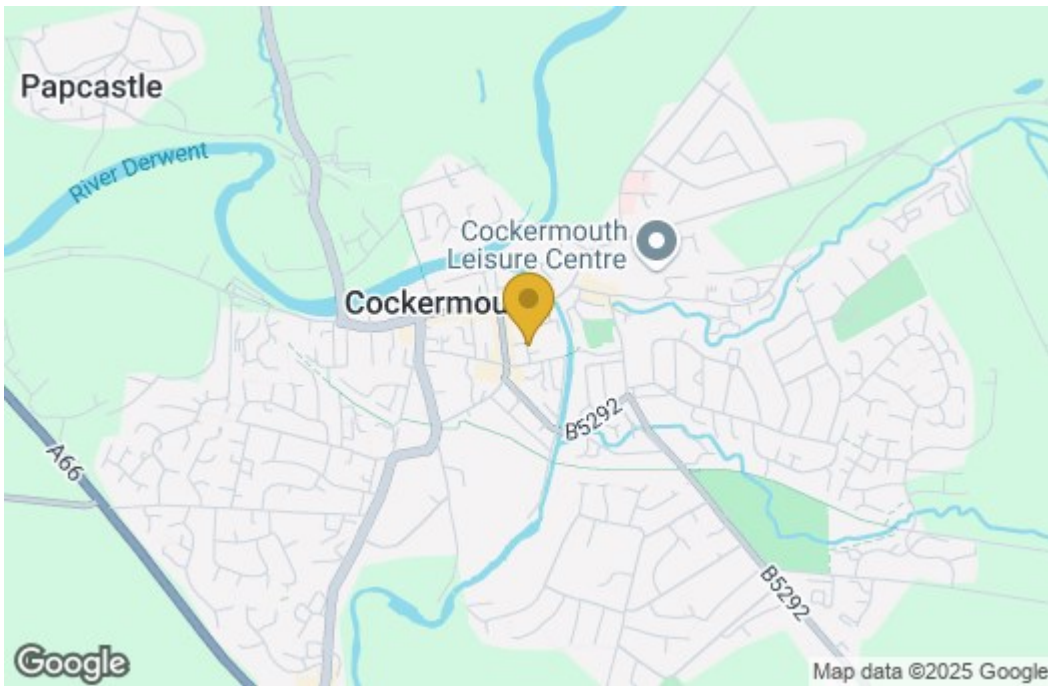 Papcastle
River Derwent
Cockermouth
Leisure Centre
Cockermou
B5292
A66
B5292
Google
Map data ©2025 Google